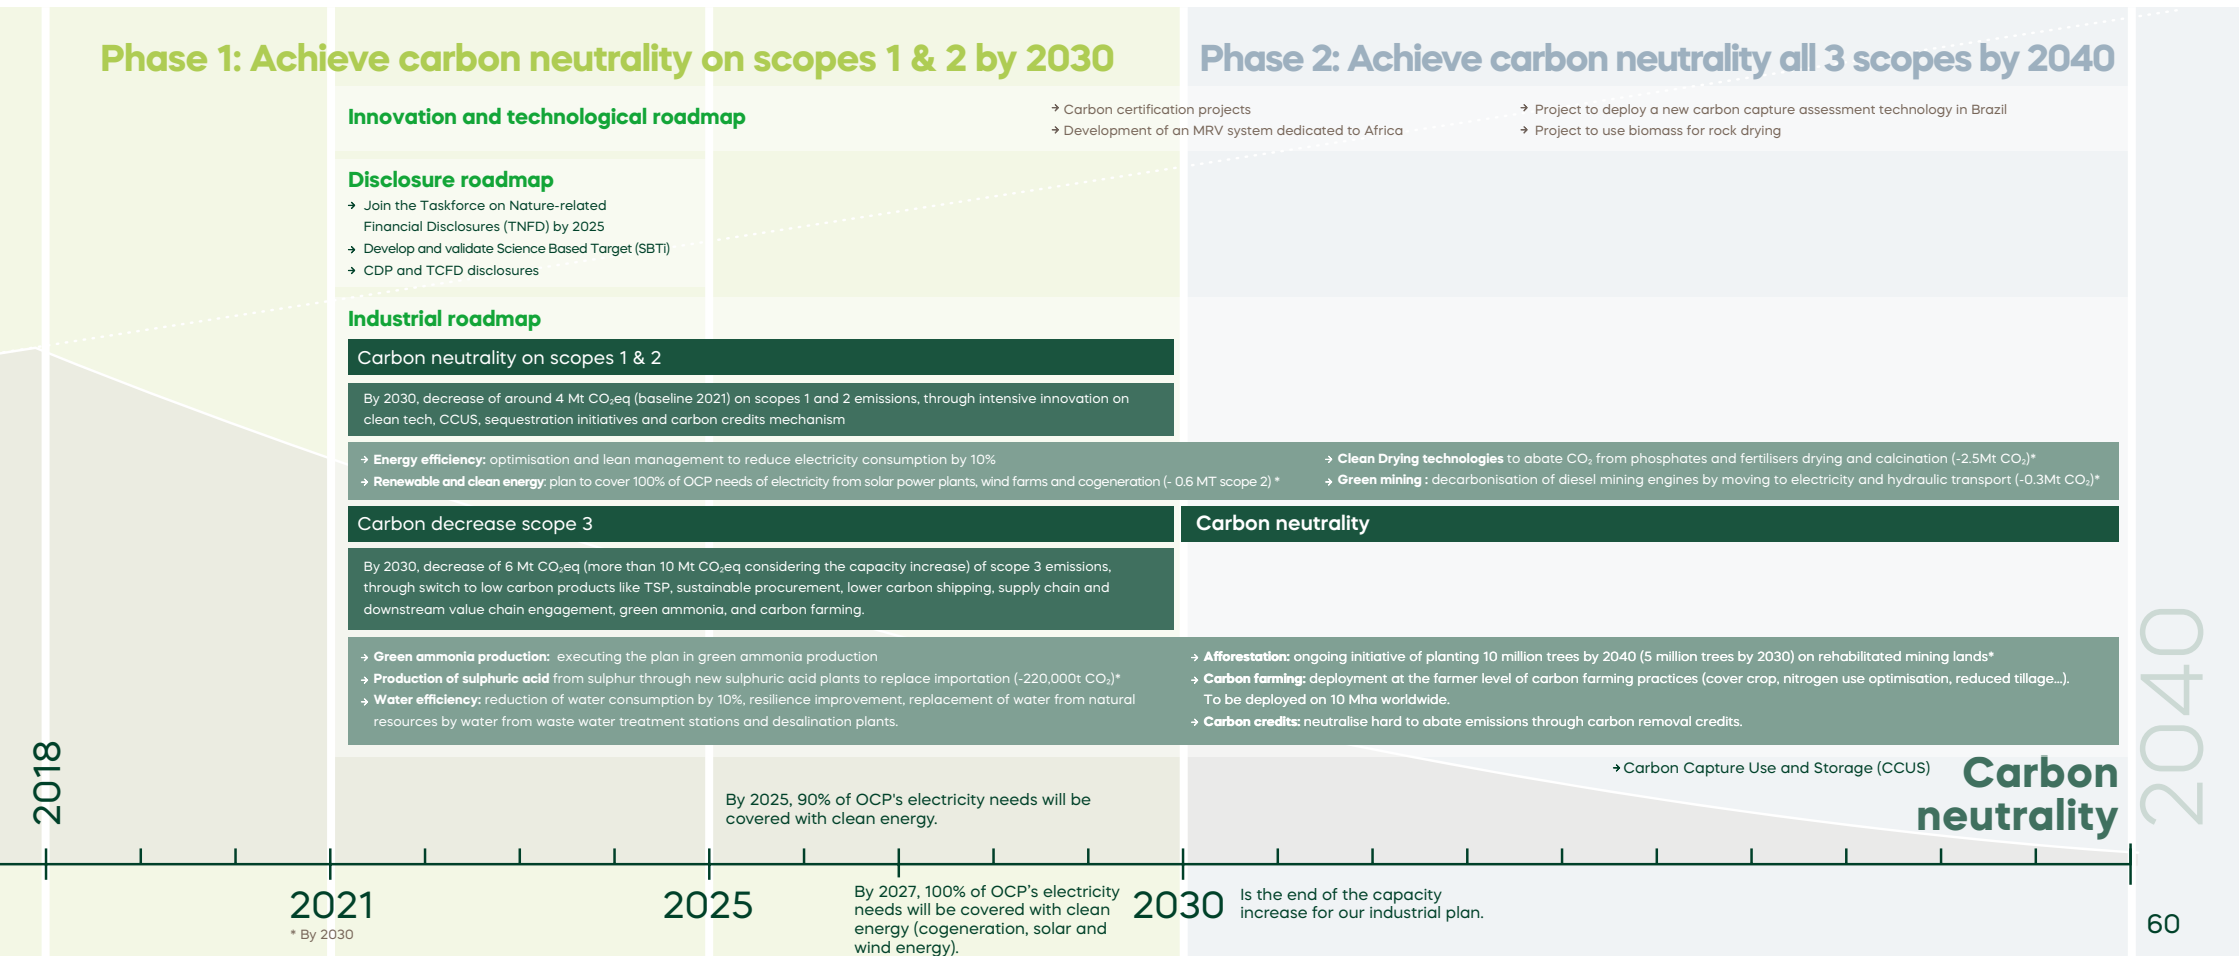 Phase 1: Achieve carbon neutrality on scopes 1 & 2 by 2030
Phase 2: Achieve carbon neutrality all 3 scopes by 2040
Innovation and technological roadmap
→ Carbon certification projects
→ Development of an MRV system dedicated to Africa
→ Project to deploy a new carbon capture assessment technology in Brazil
→ Project to use biomass for rock drying
Disclosure roadmap
→ Join the Taskforce on Nature-related
Financial Disclosures (TNFD) by 2025
→ Develop and validate Science Based Target (SBTi)
→ CDP and TCFD disclosures
Industrial roadmap
Carbon neutrality on scopes 1 & 2
By 2030, decrease of around 4 Mt CO₂eq (baseline 2021) on scopes 1 and 2 emissions, through intensive innovation on
clean tech, CCUS, sequestration initiatives and carbon credits mechanism
→ Energy efficiency: optimisation and lean management to reduce electricity consumption by 10%
→ Renewable and clean energy: plan to cover 100% of OCP needs of electricity from solar power plants, wind farms and cogeneration (- 0.6 MT scope 2) *
→ Clean Drying technologies to abate CO₂ from phosphates and fertilisers drying and calcination (-2.5Mt CO₂)*
→ Green mining : decarbonisation of diesel mining engines by moving to electricity and hydraulic transport (-0.3Mt CO₂)*
Carbon decrease scope 3
Carbon neutrality
By 2030, decrease of 6 Mt CO₂eq (more than 10 Mt CO₂eq considering the capacity increase) of scope 3 emissions,
through switch to low carbon products like TSP, sustainable procurement, lower carbon shipping, supply chain and
downstream value chain engagement, green ammonia, and carbon farming.
→ Green ammonia production: executing the plan in green ammonia production
→ Production of sulphuric acid from sulphur through new sulphuric acid plants to replace importation (-220,000t CO₂)*
→ Water efficiency: reduction of water consumption by 10%, resilience improvement, replacement of water from natural
resources by water from waste water treatment stations and desalination plants.
→ Afforestation: ongoing initiative of planting 10 million trees by 2040 (5 million trees by 2030) on rehabilitated mining lands*
→ Carbon farming: deployment at the farmer level of carbon farming practices (cover crop, nitrogen use optimisation, reduced tillage...).
To be deployed on 10 Mha worldwide.
→ Carbon credits: neutralise hard to abate emissions through carbon removal credits.
→ Carbon Capture Use and Storage (CCUS)
Carbon
neutrality
2018
2040
By 2025, 90% of OCP's electricity needs will be
covered with clean energy.
2021
* By 2030
2025
By 2027, 100% of OCP's electricity
needs will be covered with clean
energy (cogeneration, solar and
wind energy).
2030
Is the end of the capacity
increase for our industrial plan.
60